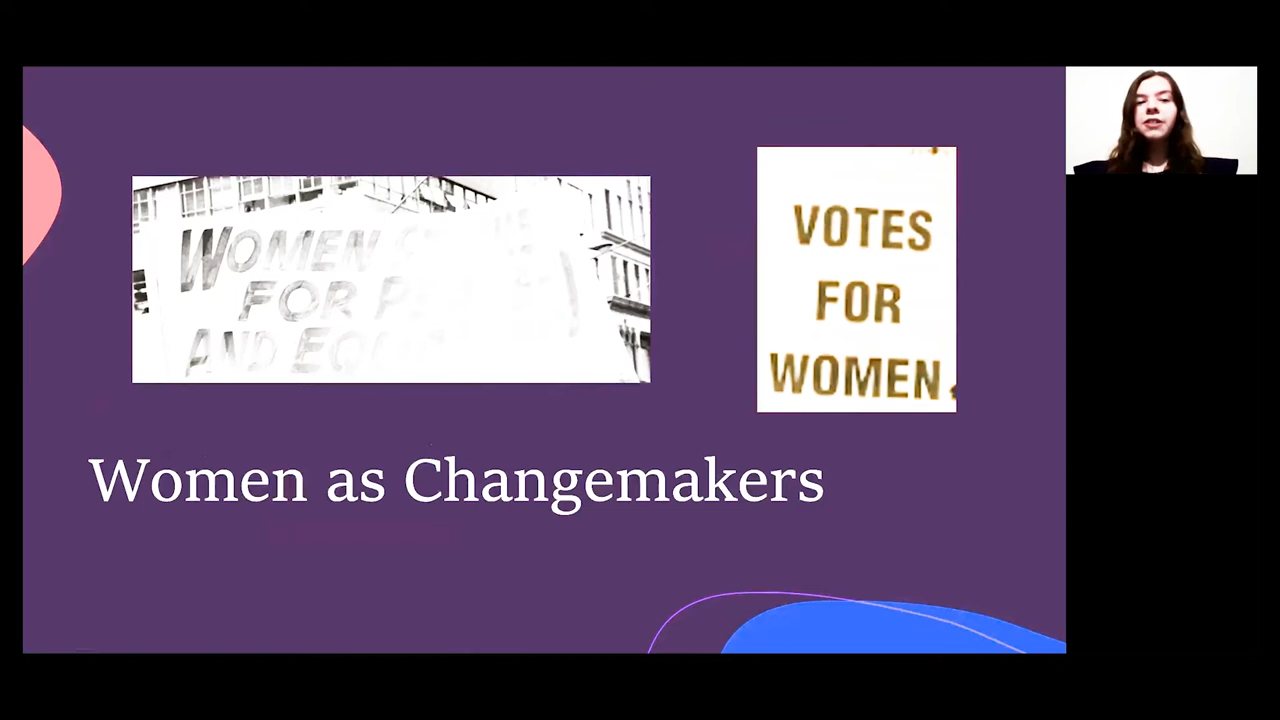 WOMEN
FOR
AND
VOTES
FOR
WOMEN
Women as Changemakers